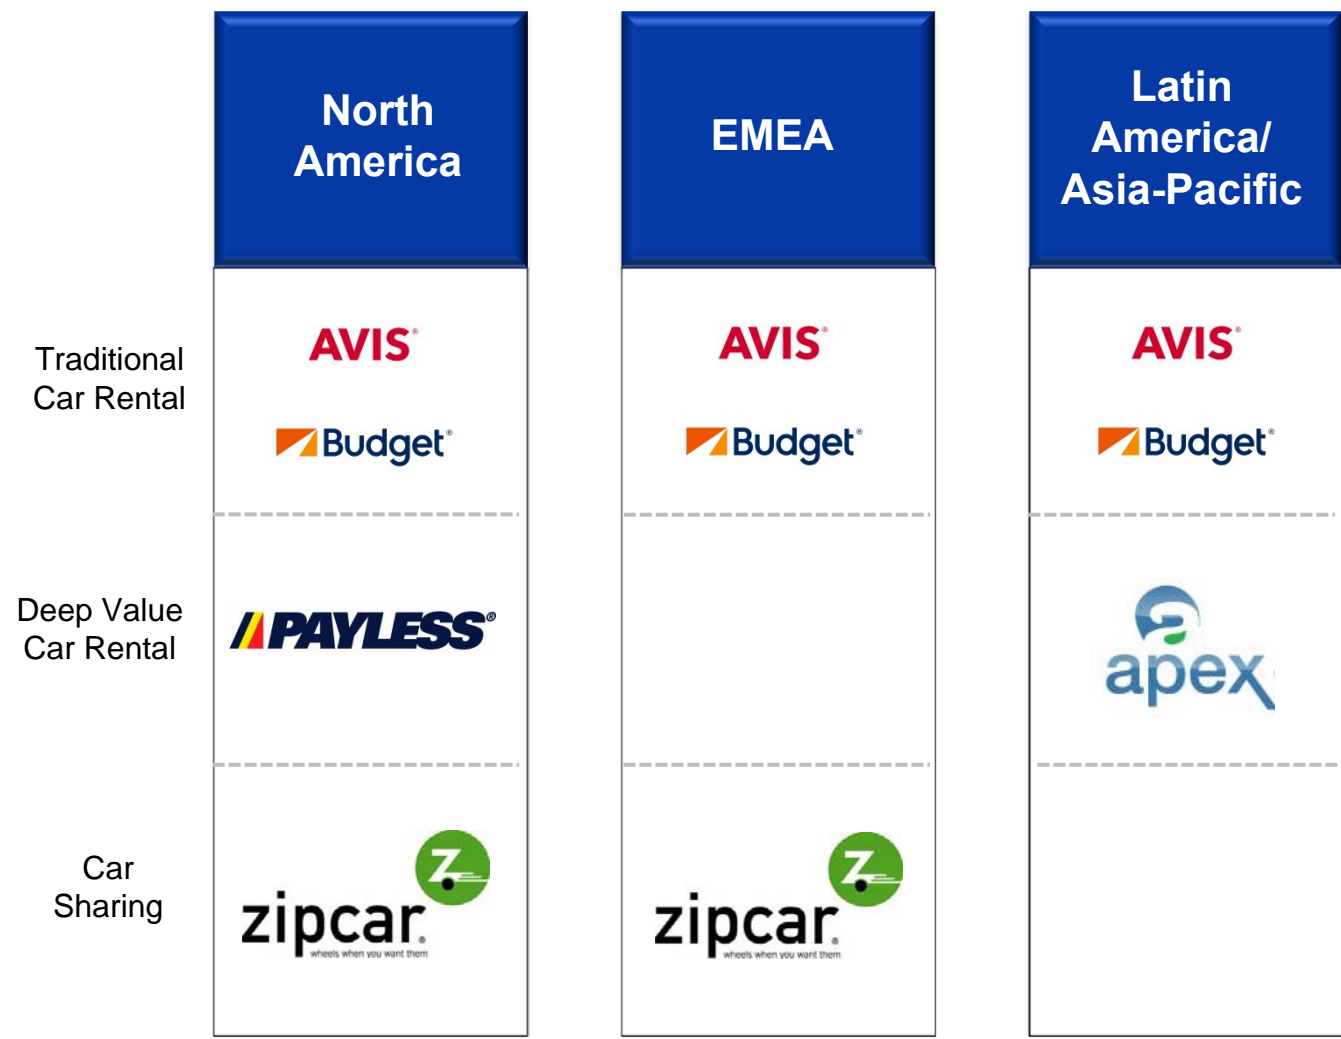 North
America
EMEA
Latin
America/
Asia-Pacific
Traditional
Car Rental
AVIS®
Budget®
AVIS®
Budget®
AVIS®
Budget®
Deep Value
Car Rental
PAYLESS®
apex
Car
Sharing
Z
zipcar®
wheels when you want them
Z
zipcar®
wheels when you want them